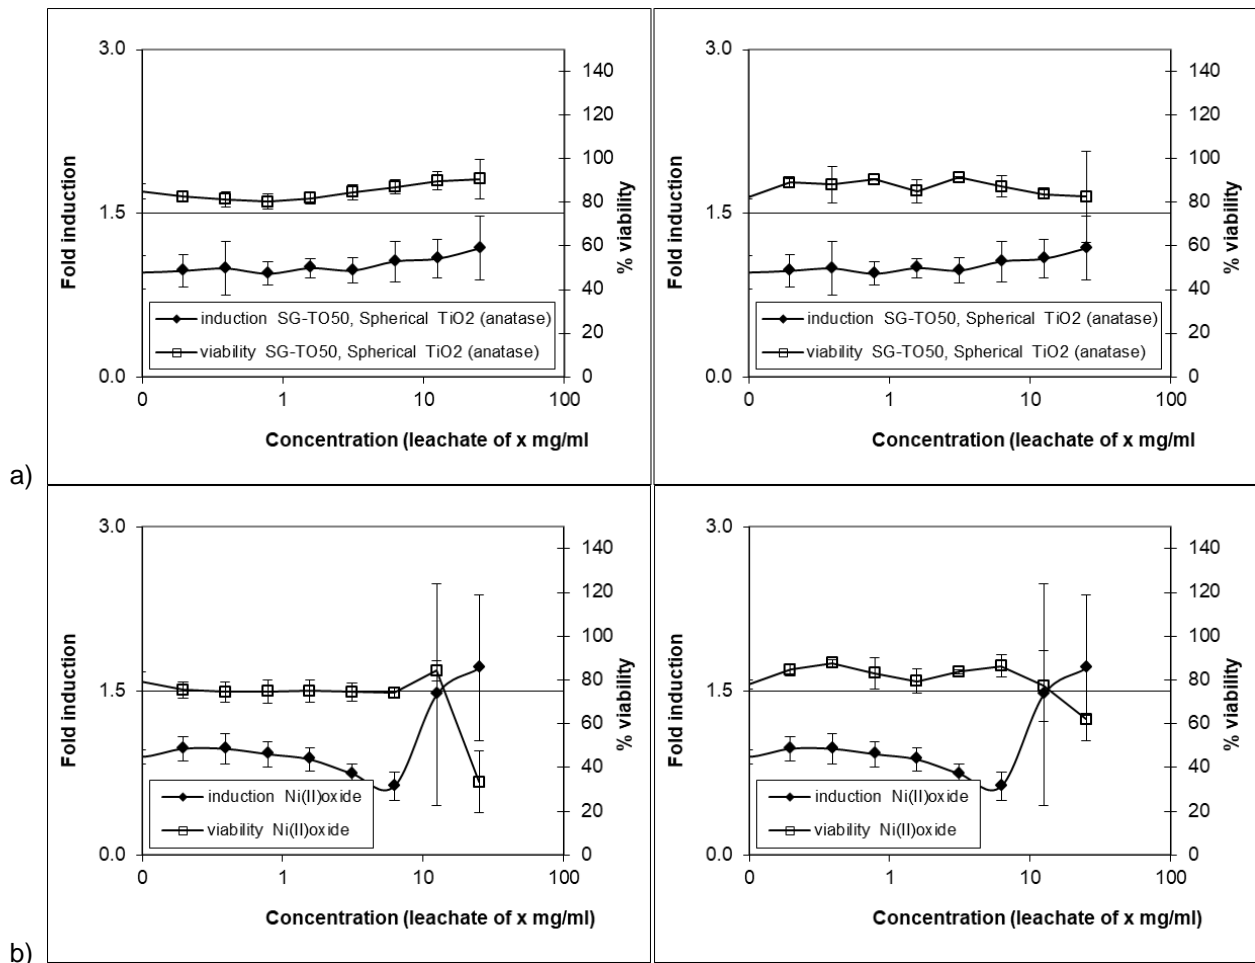 a)
3.0
1.5
0.0
Fold induction
140
120
100
80
60
40
20
0
% viability
induction SG-TO50, Spherical TiO2 (anatase)
viability SG-TO50, Spherical TiO2 (anatase)
0 1 10 100
Concentration (leachate of x mg/ml
3.0
1.5
0.0
Fold induction
140
120
100
80
60
40
20
0
% viability
induction SG-TO50, Spherical TiO2 (anatase)
viability SG-TO50, Spherical TiO2 (anatase)
0 1 10 100
Concentration (leachate of x mg/ml
b)
3.0
1.5
0.0
Fold induction
140
120
100
80
60
40
20
0
% viability
induction Ni(II)oxide
viability Ni(II)oxide
0 1 10 100
Concentration (leachate of x mg/ml)
3.0
1.5
0.0
Fold induction
140
120
100
80
60
40
20
0
% viability
induction Ni(II)oxide
viability Ni(II)oxide
0 1 10 100
Concentration (leachate of x mg/ml)